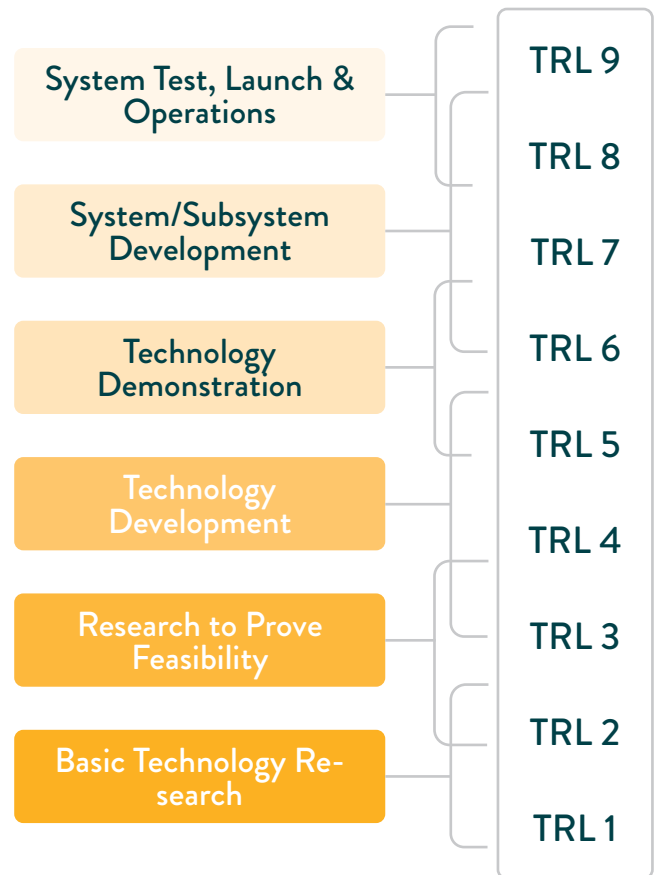 System Test, Launch &
Operations
System/Subsystem
Development
Technology
Demonstration
Technology
Development
Research to Prove
Feasibility
Basic Technology Re-
search
TRL 9
TRL 8
TRL 7
TRL 6
TRL 5
TRL 4
TRL 3
TRL 2
TRL 1